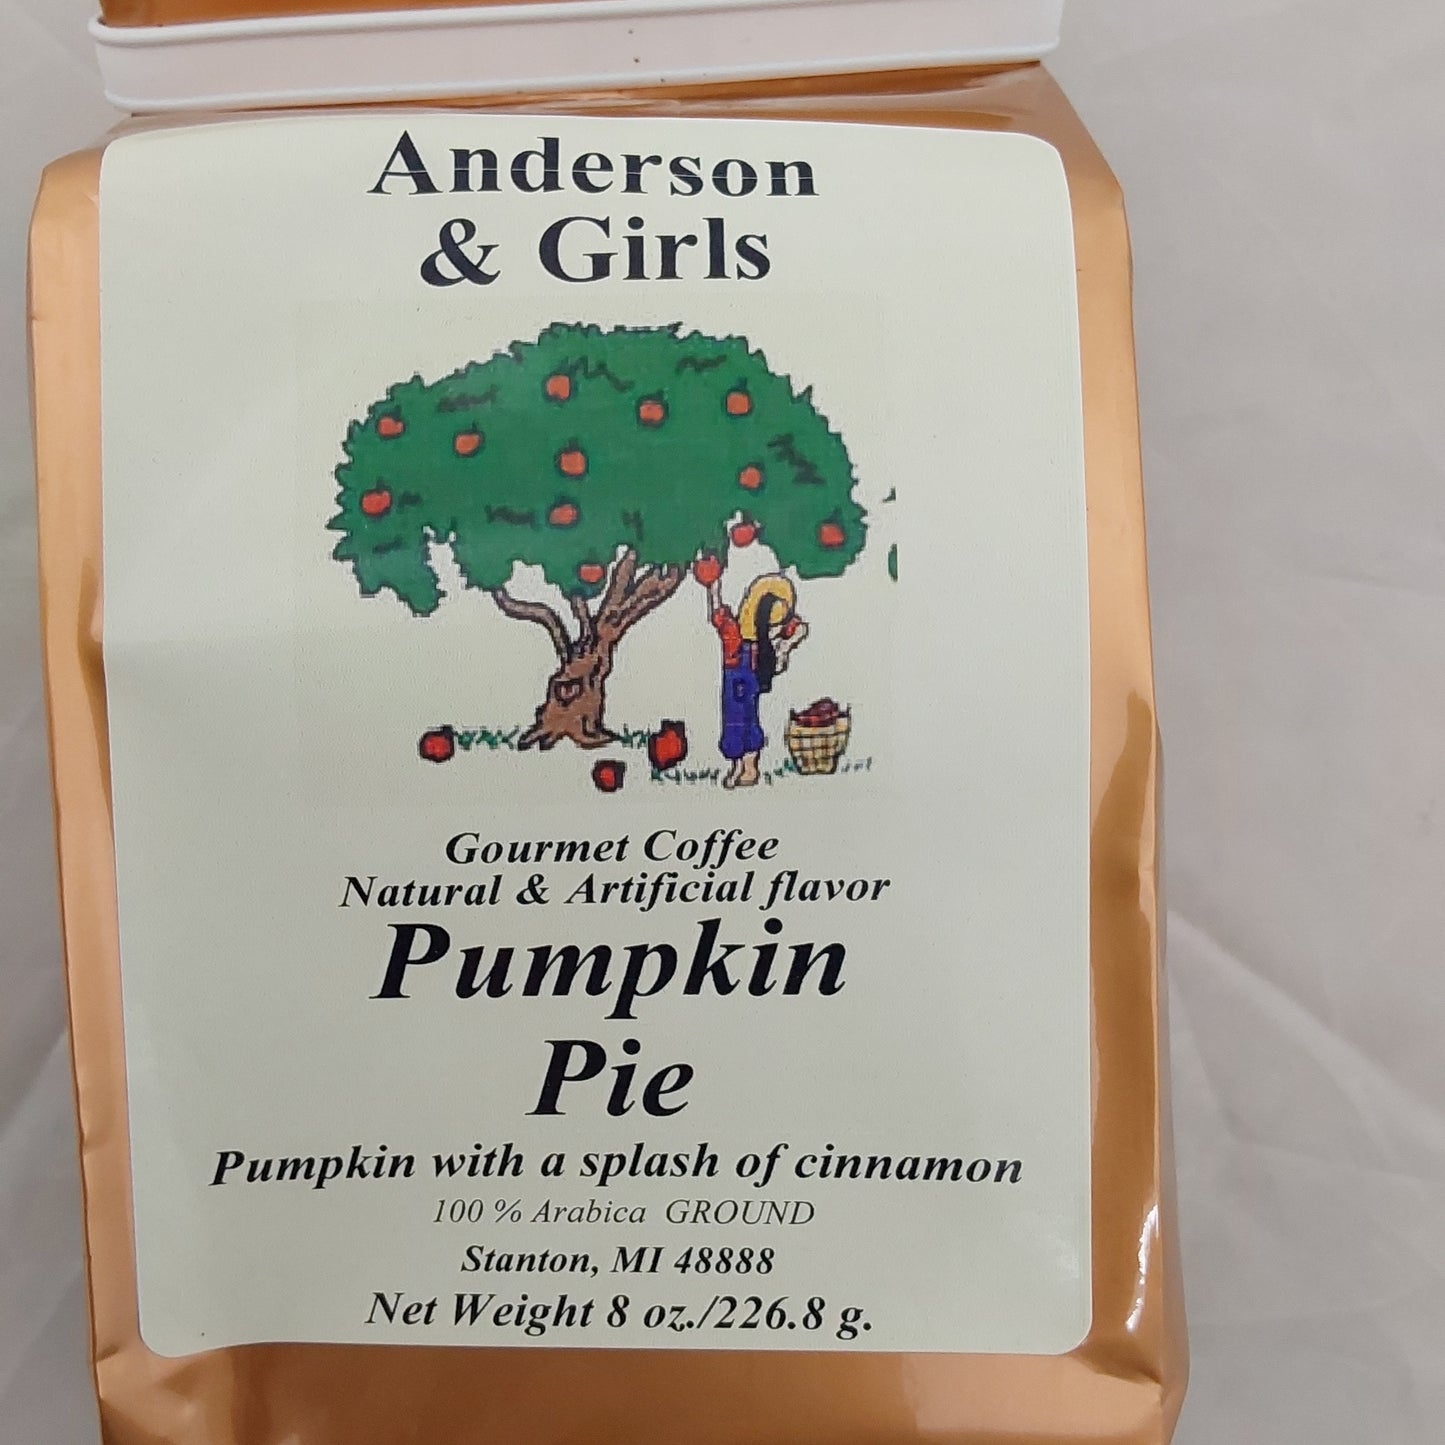 Anderson
& Girls
Gourmet Coffee
Natural & Artificial flavor
Pumpkin
Pie
Pumpkin with a splash of cinnamon
100 % Arabica GROUND
Stanton, MI 48888
Net Weight 8 oz./226.8 g.